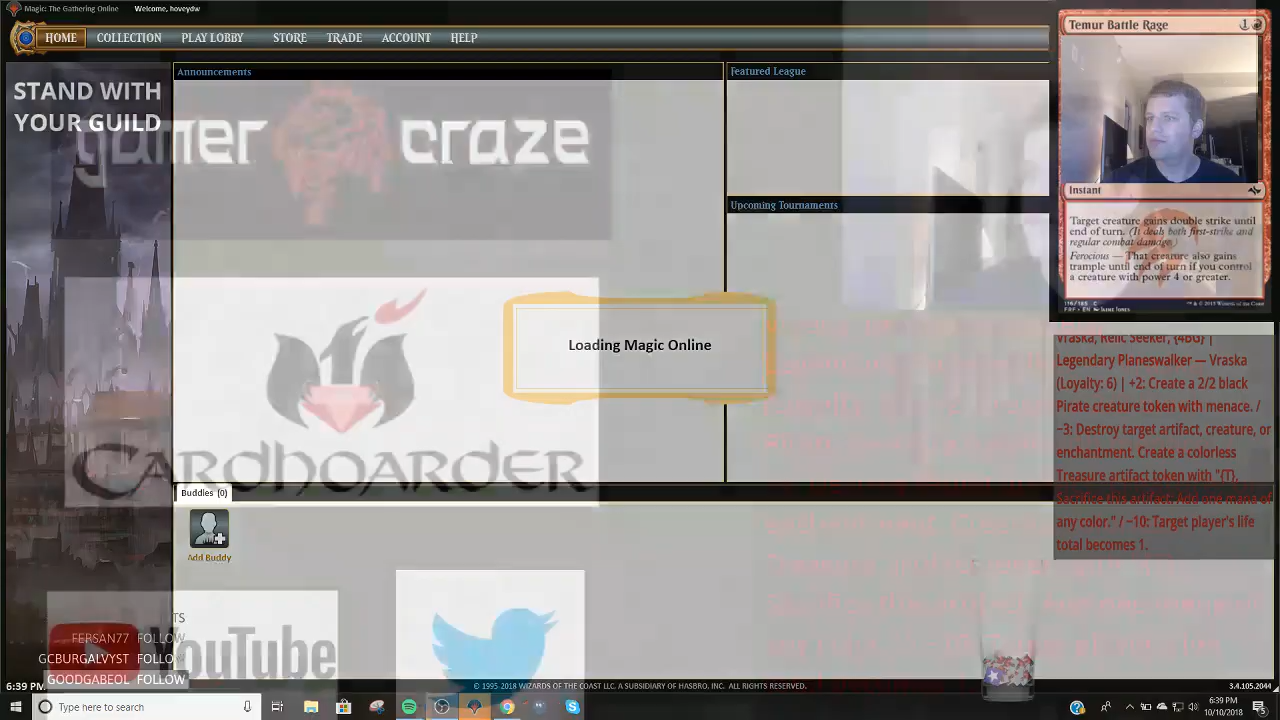 Magic: The Gathering Online Welcome, hoveydw
HOME COLLECTION PLAY LOBBY STORE TRADE ACCOUNT HELP
STAND WITH
YOUR GUILD
Announcements
craze
ARDHOARDER
Featured League
Upcoming Tournaments
Loading Magic Online
Temur Battle Rage 1
Instant
Target creature gains double strike until
end of turn. (It deals both first-strike and
regular combat damage.)
Ferocious — That creature also gains
trample until end of turn if you control
a creature with power 4 or greater.
Vraska, Relic Seeker, {4BG} |
Legendary Planeswalker — Vraska
(Loyalty: 6) | +2: Create a 2/2 black
Pirate creature token with menace. /
−3: Destroy target artifact, creature, or
enchantment. Create a colorless
Treasure artifact token with "{T},
Sacrifice this artifact: Add one mana of
any color." / −10: Target player's life
total becomes 1.
Buddies (0)
Add Buddy
TS
FERSAN77 FOLLOW
GCBURGALVYST FOLLOW
GOODGABEOL FOLLOW
YouTube
6:39 PM
© 1995-2018 WIZARDS OF THE COAST LLC, A SUBSIDIARY OF HASBRO, INC. ALL RIGHTS RESERVED.
3.4.105.2044
Type here to search
6:39 PM
10/10/2018